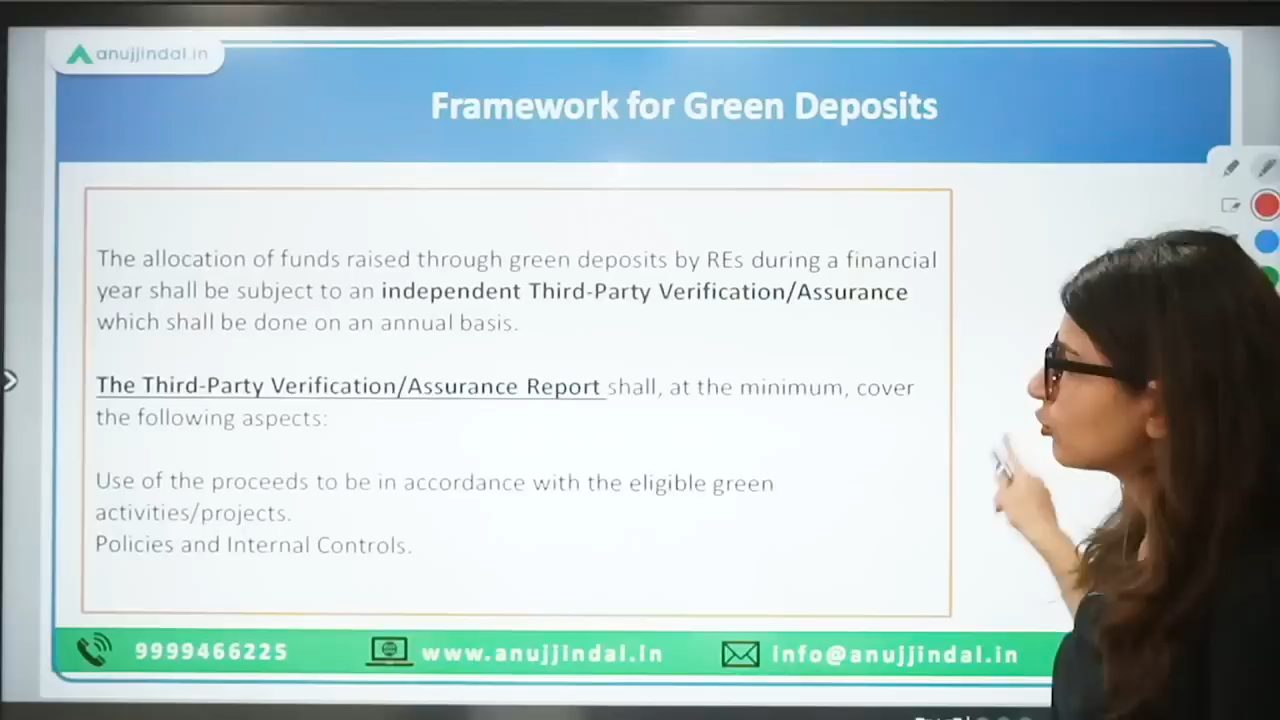 anujjindal.in
Framework for Green Deposits
The allocation of funds raised through green deposits by REs during a financial
year shall be subject to an independent Third-Party Verification/Assurance
which shall be done on an annual basis.
The Third-Party Verification/Assurance Report shall, at the minimum, cover
the following aspects:
Use of the proceeds to be in accordance with the eligible green
activities/projects.
Policies and Internal Controls.
9999466225
www.anujjindal.in
info@anujjindal.in